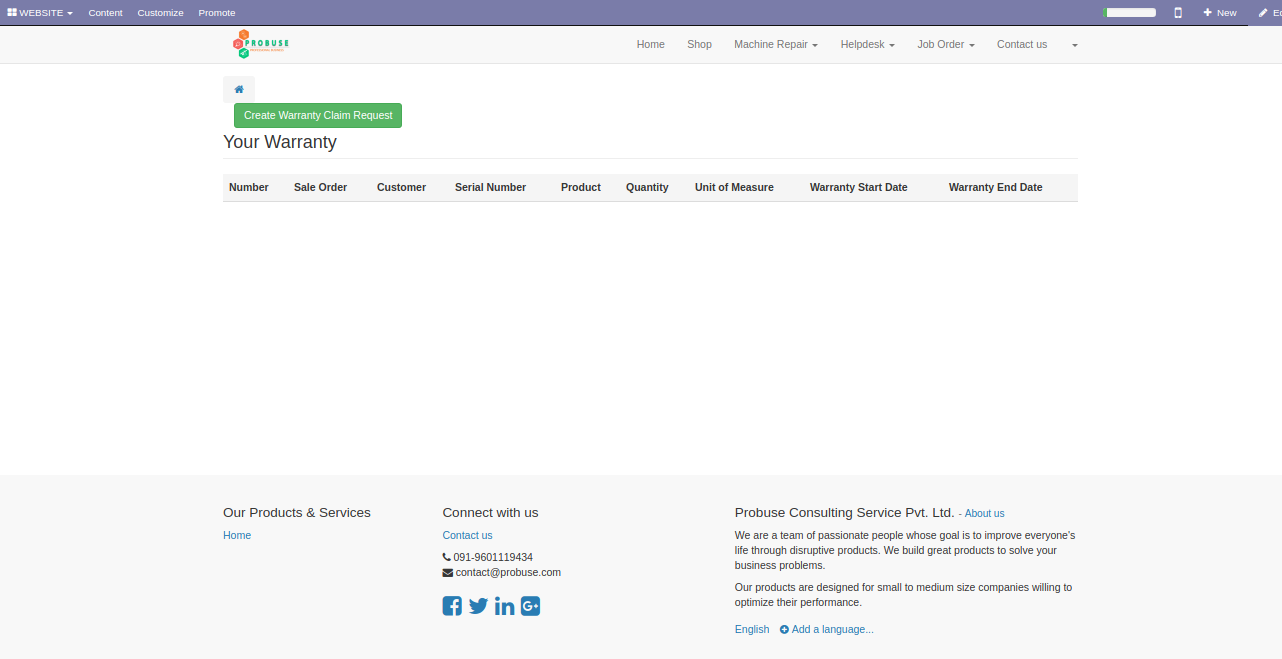 WEBSITE Content Customize Promote New
PROBUSE
Home Shop Machine Repair Helpdesk Job Order Contact us
Create Warranty Claim Request
Your Warranty
Number Sale Order Customer Serial Number Product Quantity Unit of Measure Warranty Start Date Warranty End Date
Our Products & Services
Home
Connect with us
Contact us
091-9601119434
contact@probuse.com
Probuse Consulting Service Pvt. Ltd. - About us
We are a team of passionate people whose goal is to improve everyone's
life through disruptive products. We build great products to solve your
business problems.
Our products are designed for small to medium size companies willing to
optimize their performance.
English Add a language...